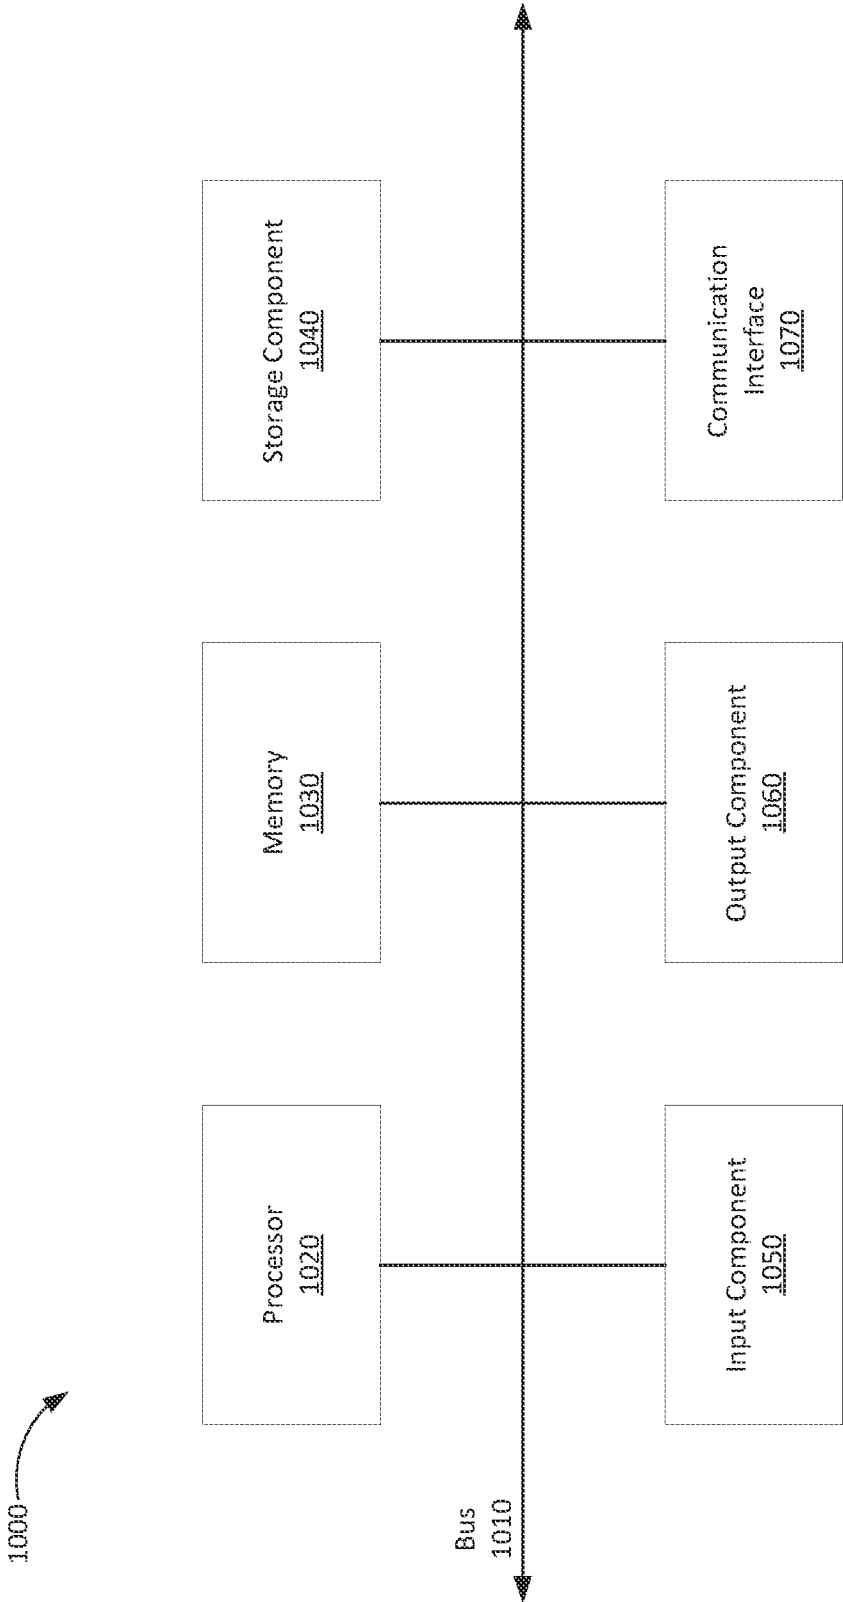 1000
Processor
1020
Memory
1030
Storage Component
1040
Bus
1010
Input Component
1050
Output Component
1060
Communication
Interface
1070